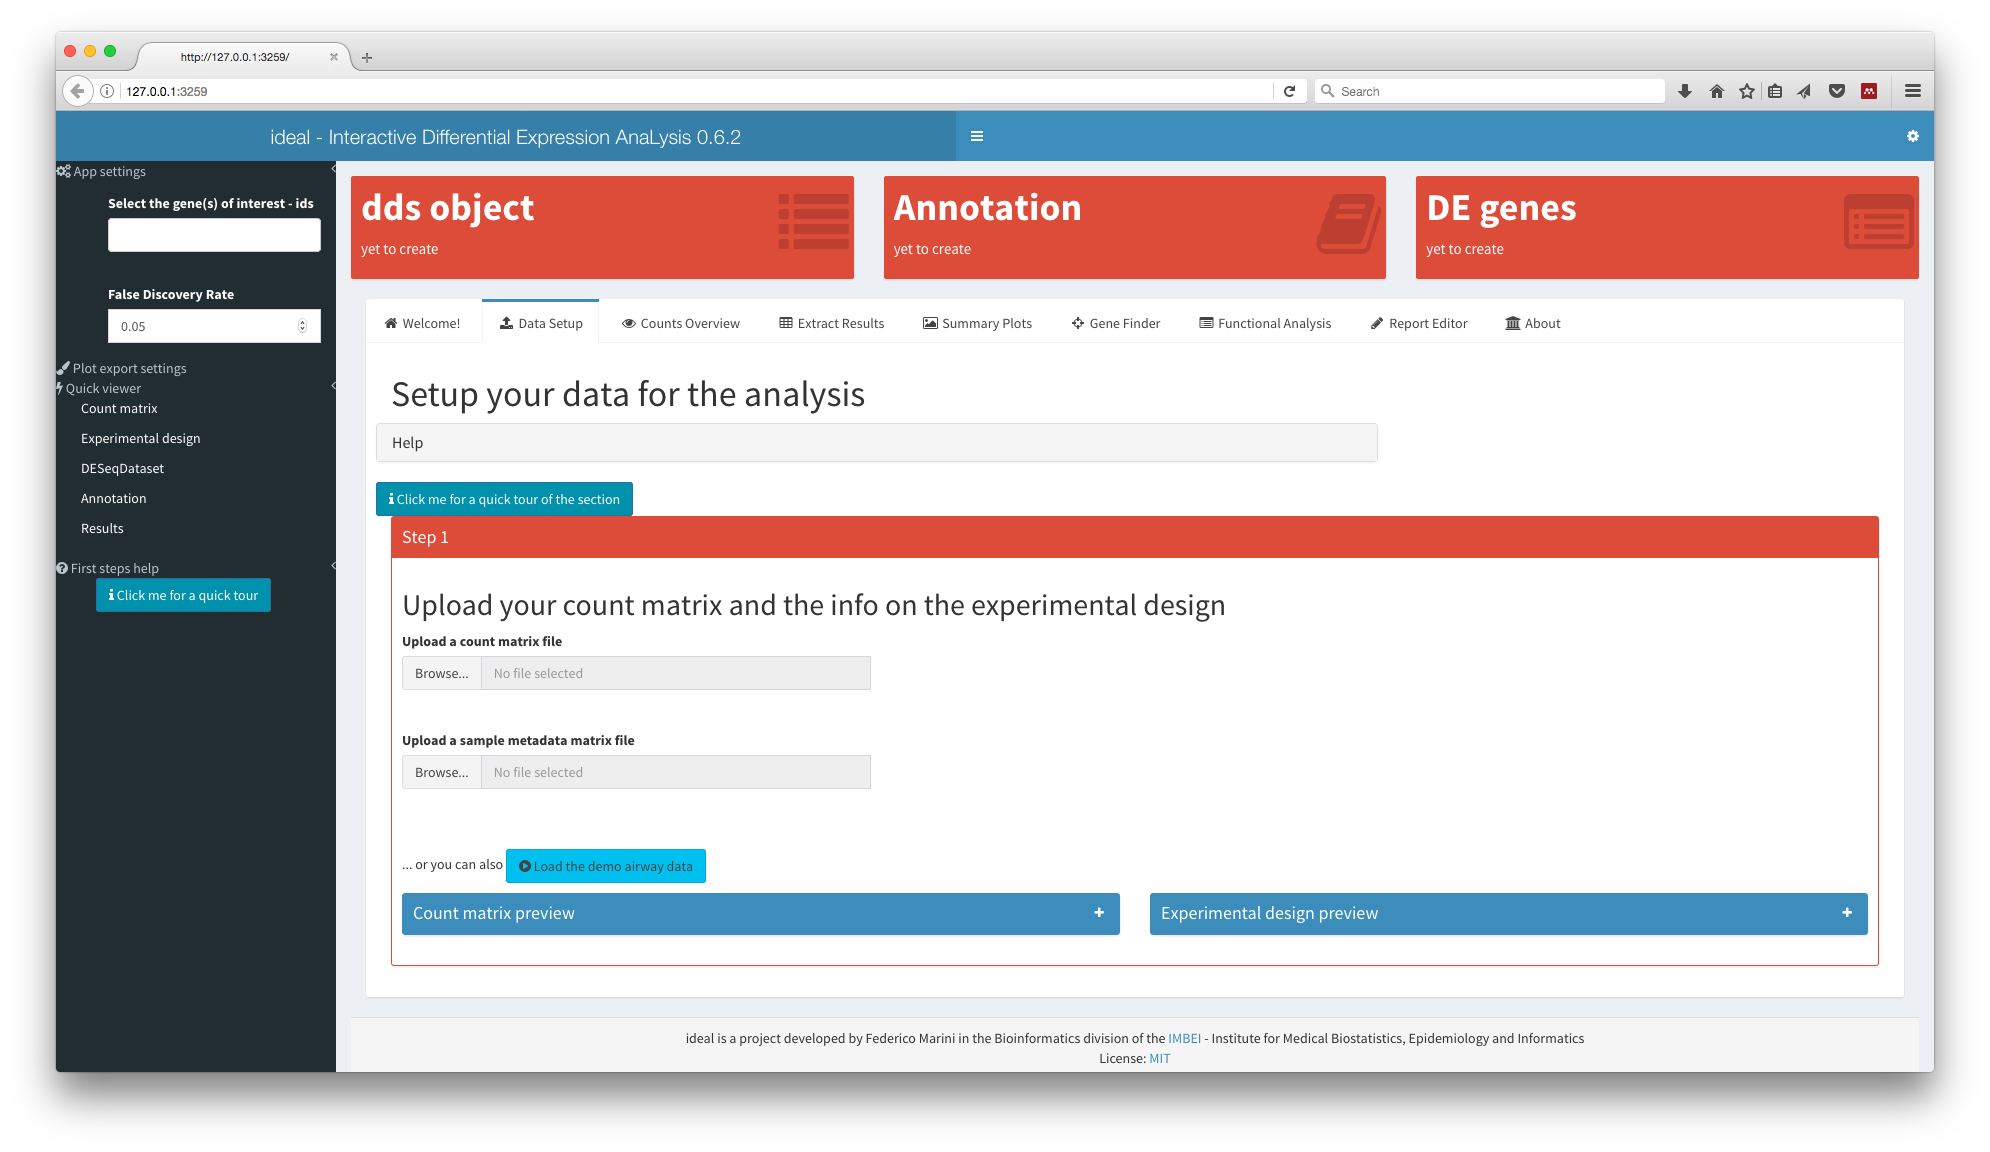 http://127.0.0.1:3259/
127.0.0.1:3259
Search
ideal - Interactive Differential Expression AnaLysis 0.6.2
App settings
Select the gene(s) of interest - ids
False Discovery Rate
0.05
Plot export settings
Quick viewer
Count matrix
Experimental design
DESeqDataset
Annotation
Results
First steps help
Click me for a quick tour
dds object
yet to create
Annotation
yet to create
DE genes
yet to create
Welcome! Data Setup Counts Overview Extract Results Summary Plots Gene Finder Functional Analysis Report Editor About
Setup your data for the analysis
Help
Click me for a quick tour of the section
Step 1
Upload your count matrix and the info on the experimental design
Upload a count matrix file
Browse... No file selected
Upload a sample metadata matrix file
Browse... No file selected
... or you can also Load the demo airway data
Count matrix preview
Experimental design preview
ideal is a project developed by Federico Marini in the Bioinformatics division of the IMBEI - Institute for Medical Biostatistics, Epidemiology and Informatics
License: MIT